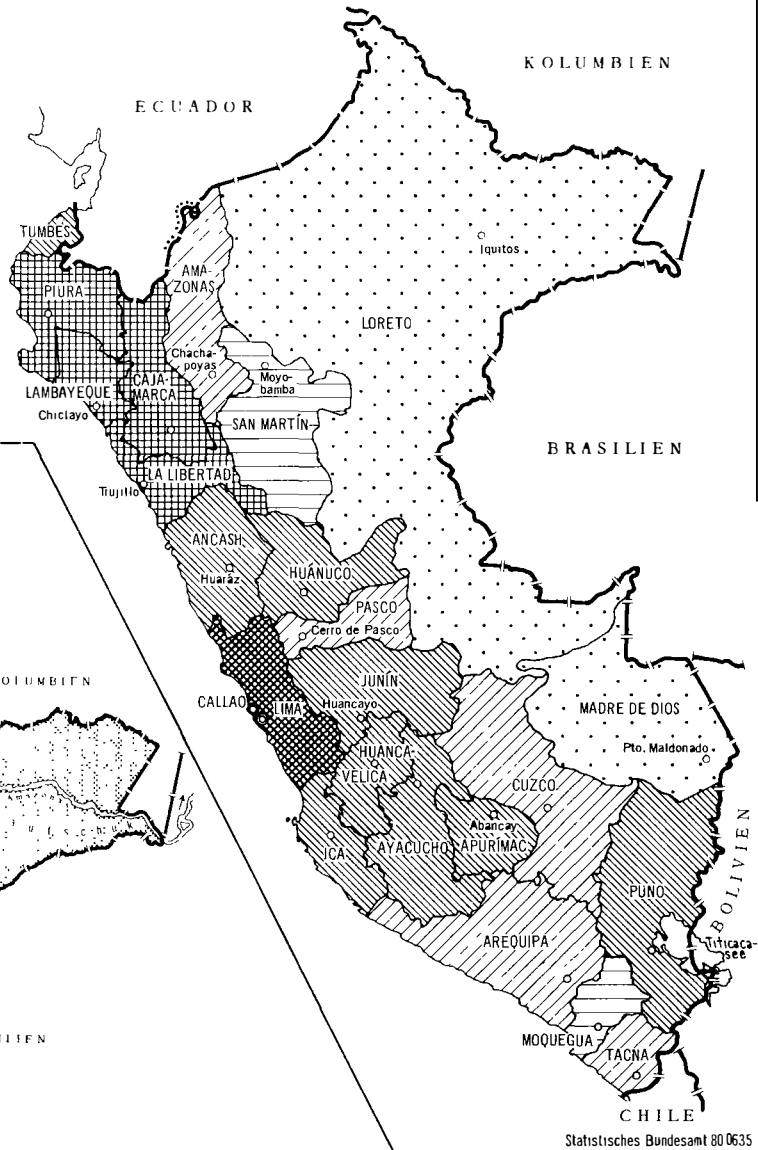 KOLUMBIEN
ECUADOR
TUMBES
Iquitos
AMA-
ZONAS
PIURA
LORETO
Chacha-
poyas
Moyo-
bamba
CAJA-
MARCA
LAMBAYEQUE
Chiclayo
SAN MARTÍN
BRASILIEN
LA LIBERTAD
Trujillo
ANCASH
Huaráz
HUÁNUCO
PASCO
Cerro de Pasco
JUNÍN
CALLAO
LIMA
Huancayo
MADRE DE DIOS
Pto. Maldonado
HUANCA-
VELICA
CUZCO
Abancay
APURÍMAC
ICA
AYACUCHO
PUNO
BOLIVIEN
AREQUIPA
Titicaca-
see
MOQUEGUA
TACNA
CHILE
OLUMBIEN
Statistisches Bundesamt 80 0635